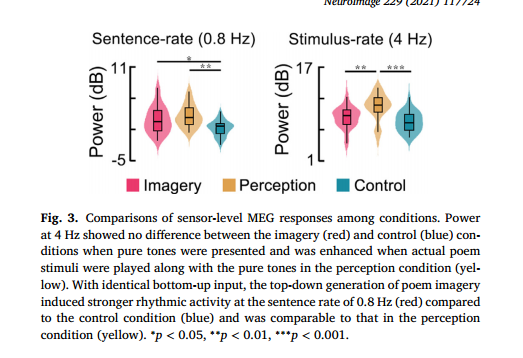 NeuroImage 229 (2021) 117724
Sentence-rate (0.8 Hz) Stimulus-rate (4 Hz)
11 * ** 17 ** ***
Power (dB) Power (dB)
-5 1
Imagery Perception Control
Fig. 3. Comparisons of sensor-level MEG responses among conditions. Power
at 4 Hz showed no difference between the imagery (red) and control (blue) con-
ditions when pure tones were presented and was enhanced when actual poem
stimuli were played along with the pure tones in the perception condition (yel-
low). With identical bottom-up input, the top-down generation of poem imagery
induced stronger rhythmic activity at the sentence rate of 0.8 Hz (red) compared
to the control condition (blue) and was comparable to that in the perception
condition (yellow). *p < 0.05, **p < 0.01, ***p < 0.001.